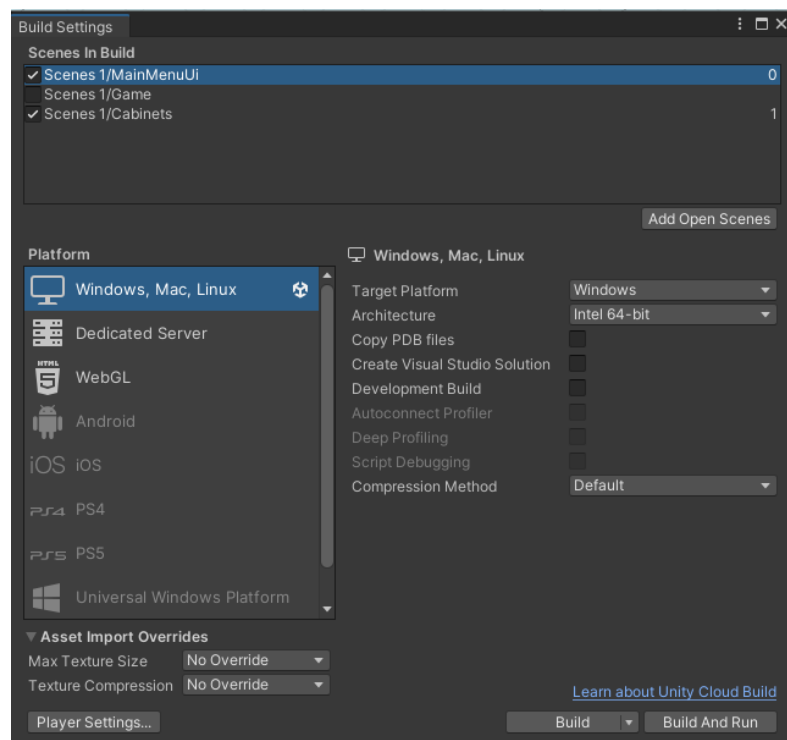 Build Settings
Scenes In Build
Scenes 1/MainMenuUi 0
Scenes 1/Game
Scenes 1/Cabinets 1
Add Open Scenes
Platform
Windows, Mac, Linux
Dedicated Server
HTML 5 WebGL
Android
iOS iOS
PS4 PS4
PS5 PS5
Universal Windows Platform
Windows, Mac, Linux
Target Platform Windows
Architecture Intel 64-bit
Copy PDB files
Create Visual Studio Solution
Development Build
Autoconnect Profiler
Deep Profiling
Script Debugging
Compression Method Default
Asset Import Overrides
Max Texture Size No Override
Texture Compression No Override
Learn about Unity Cloud Build
Player Settings...
Build Build And Run